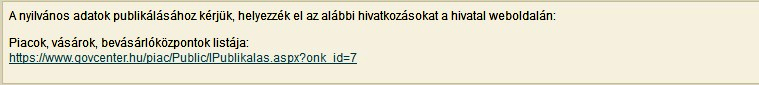 A nyilvános adatok publikálásához kérjük, helyezzék el az alábbi hivatkozásokat a hivatal weboldalán:
Piacok, vásárok, bevásárlóközpontok listája:
https://www.govcenter.hu/piac/Public/IPublikalas.aspx?onk_id=7